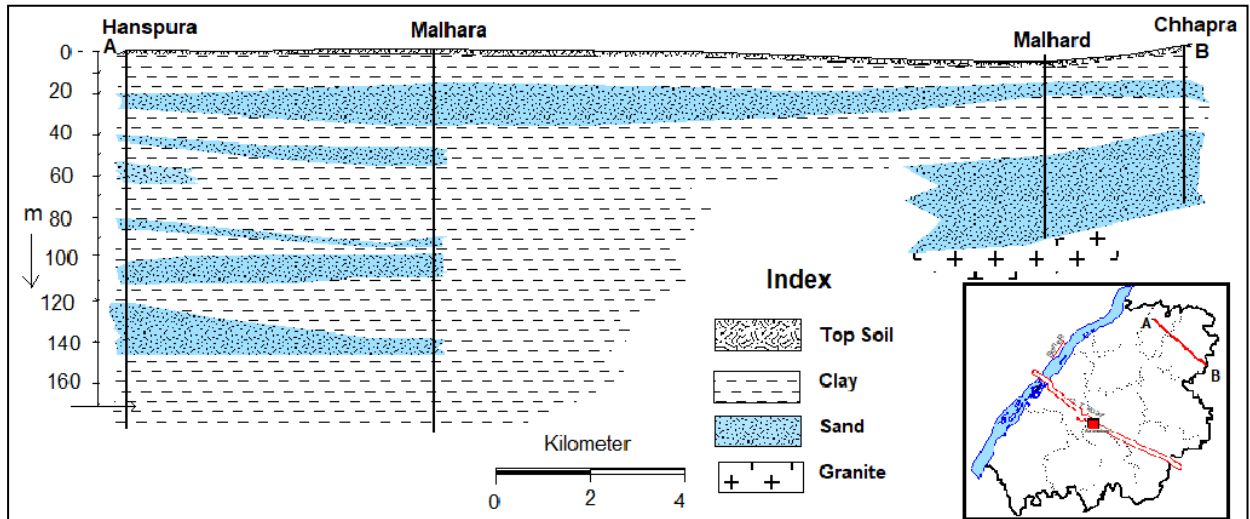 Hanspura
Malhara
Malhard
Chhapra
A
B
0
20
40
60
80
100
120
140
160
m
Index
Top Soil
Clay
Sand
Granite
Kilometer
0 2 4
A
B